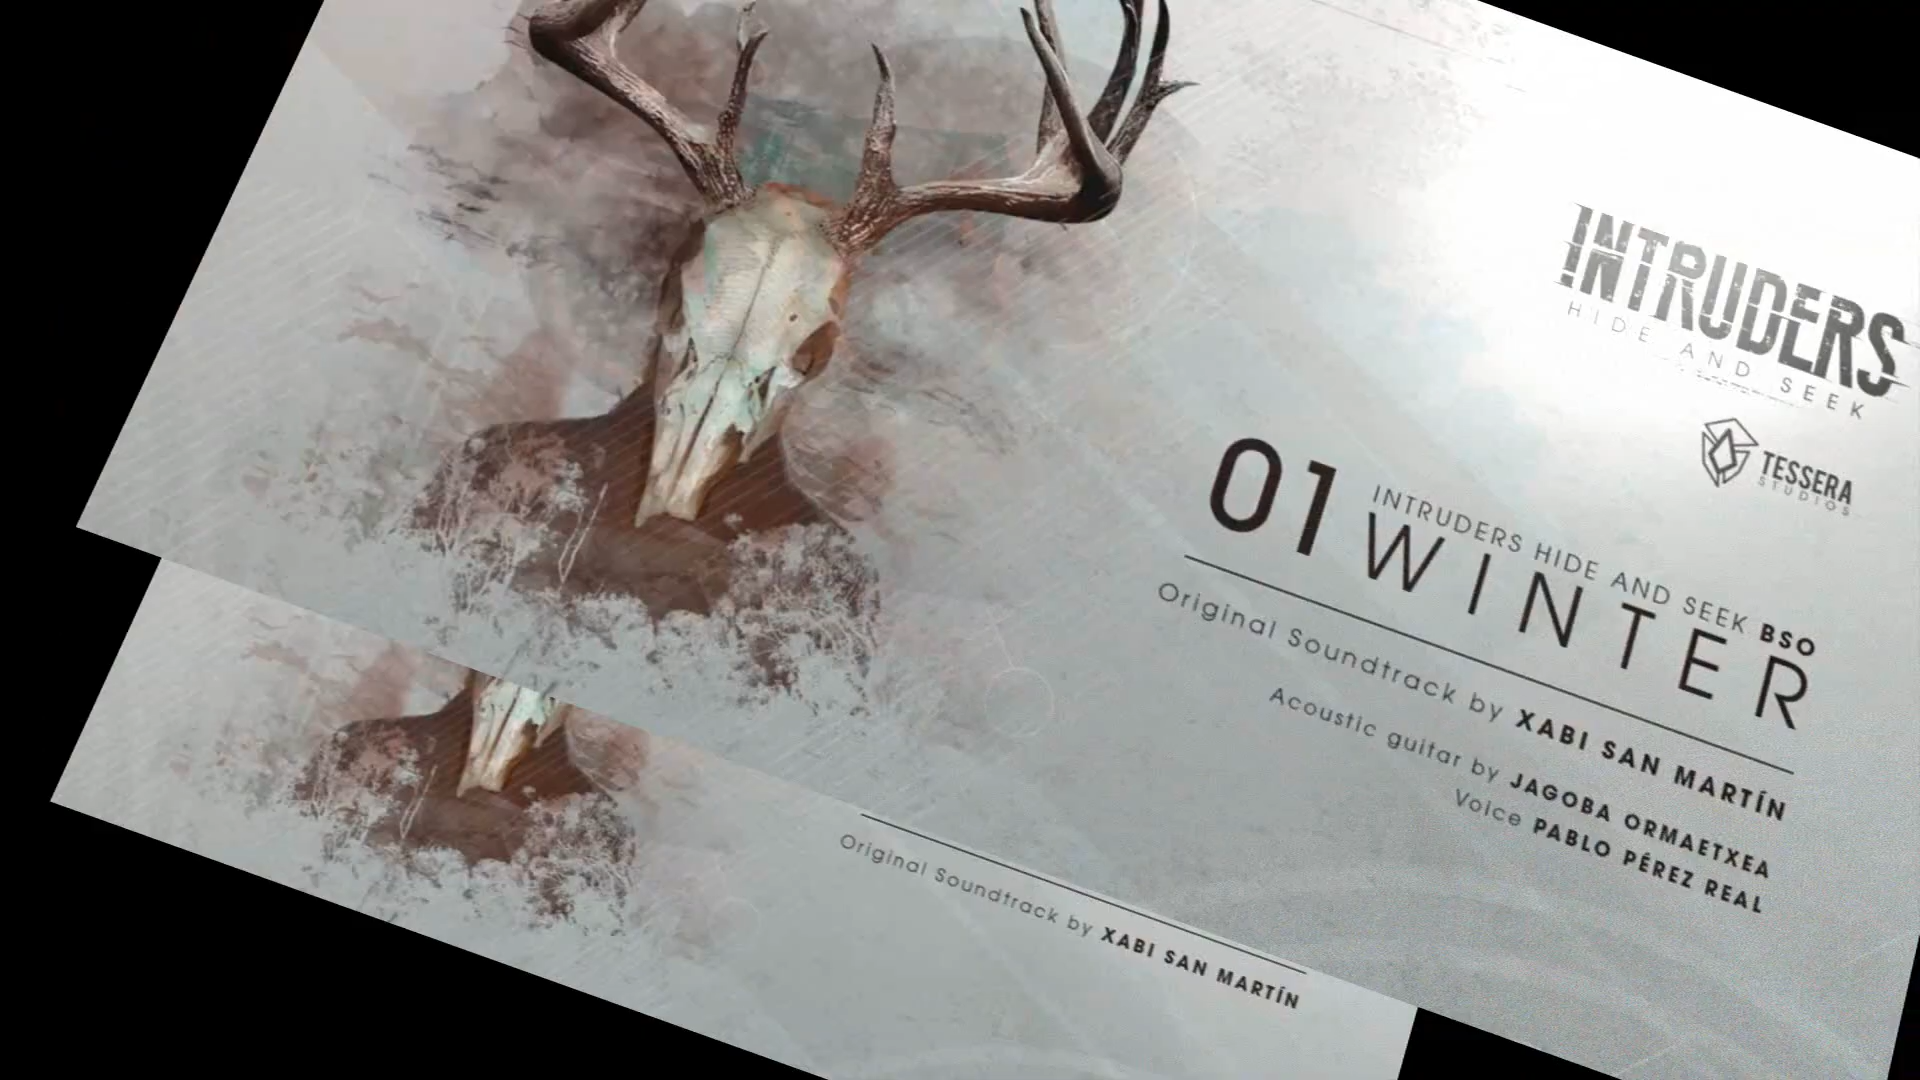 INTRUDERS
HIDE AND SEEK
TESSERA
STUDIOS
01
INTRUDERS HIDE AND SEEK BSO
WINTER
Original Soundtrack by XABI SAN MARTÍN
Acoustic guitar by JAGOBA ORMAETXEA
Voice PABLO PÉREZ REAL
Original Soundtrack by XABI SAN MARTÍN